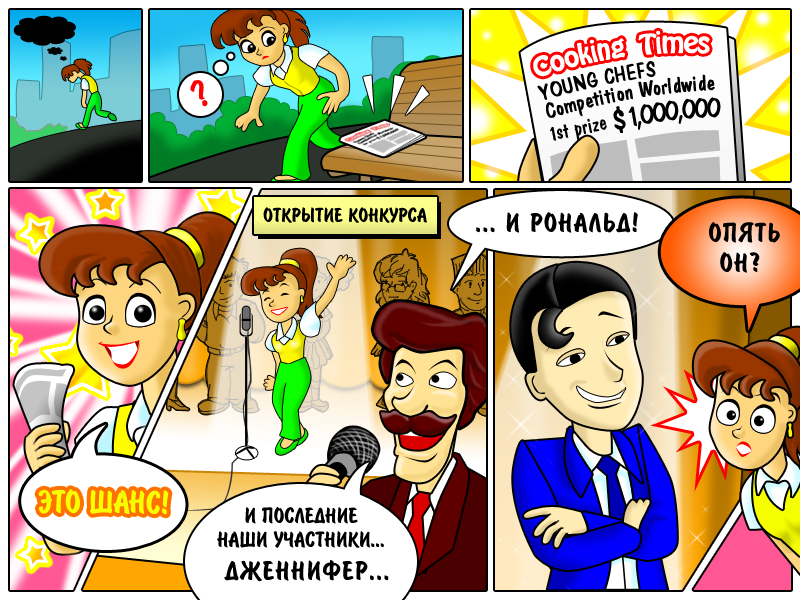 ?
Cooking Times
YOUNG CHEFS
Competition Worldwide
1st prize $1,000,000
ЭТО ШАНС!
ОТКРЫТИЕ КОНКУРСА
И ПОСЛЕДНИЕ
НАШИ УЧАСТНИКИ...
ДЖЕННИФЕР...
... И РОНАЛЬД!
ОПЯТЬ
ОН?